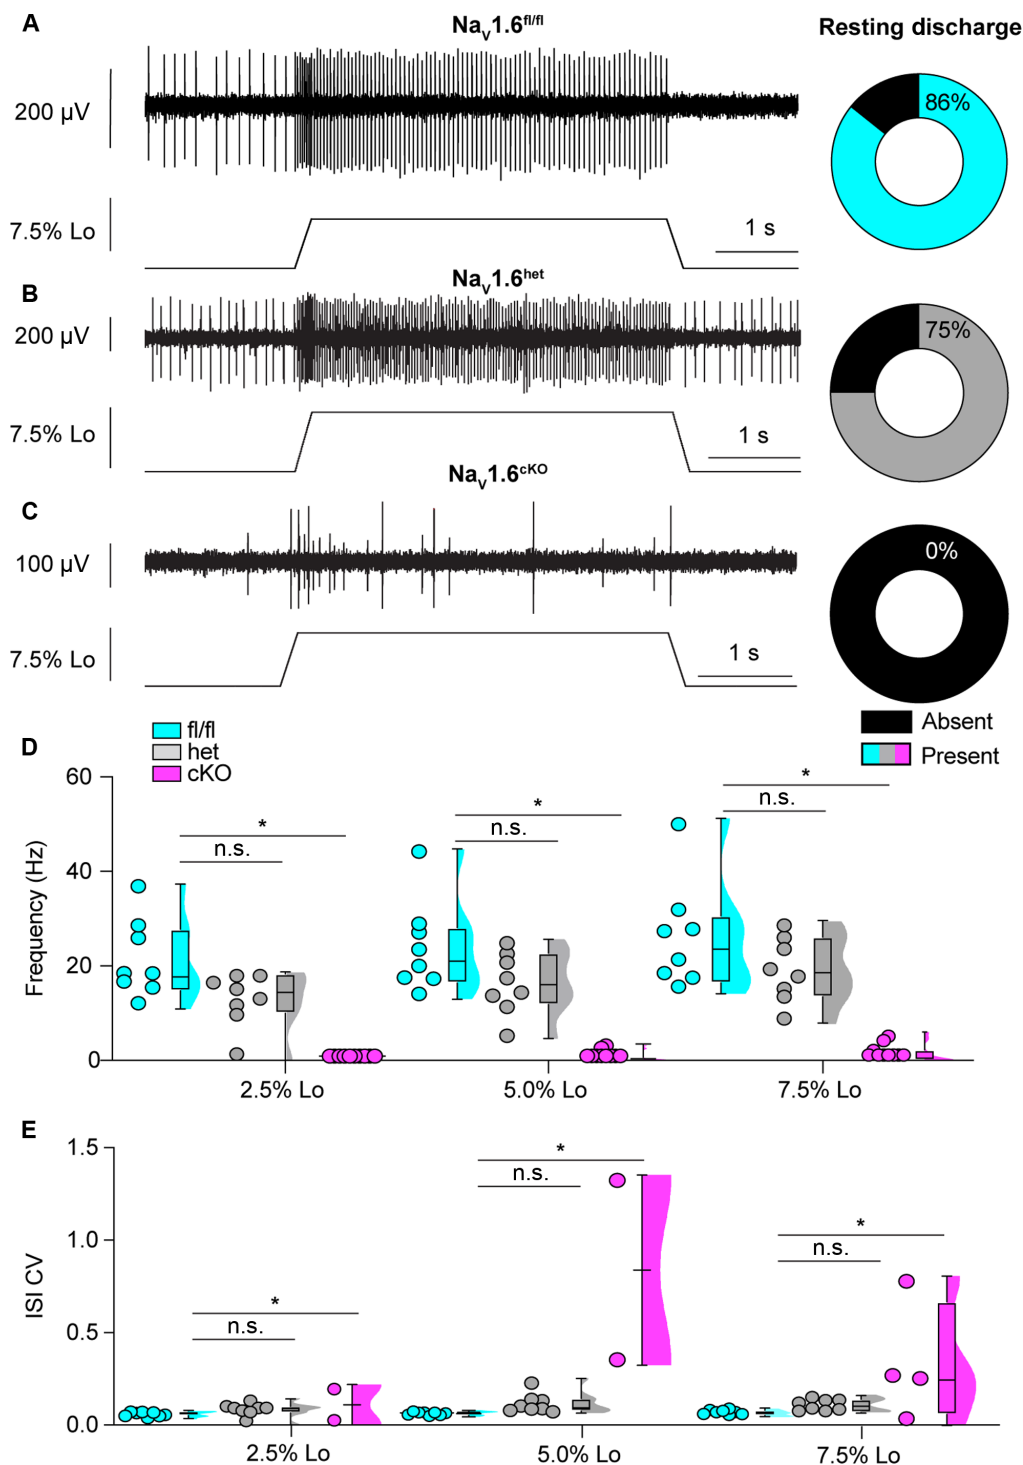 A
Nav1.6fl/fl
Resting discharge
200 µV
86%
7.5% Lo
1 s
B
Nav1.6het
200 µV
75%
7.5% Lo
1 s
C
Nav1.6cKO
100 µV
0%
7.5% Lo
1 s
Absent
Present
D
fl/fl
het
cKO
Frequency (Hz)
60
40
20
0
*
n.s.
*
n.s.
*
n.s.
2.5% Lo
5.0% Lo
7.5% Lo
E
ISI CV
1.5
1.0
0.5
0.0
*
n.s.
*
n.s.
*
n.s.
2.5% Lo
5.0% Lo
7.5% Lo